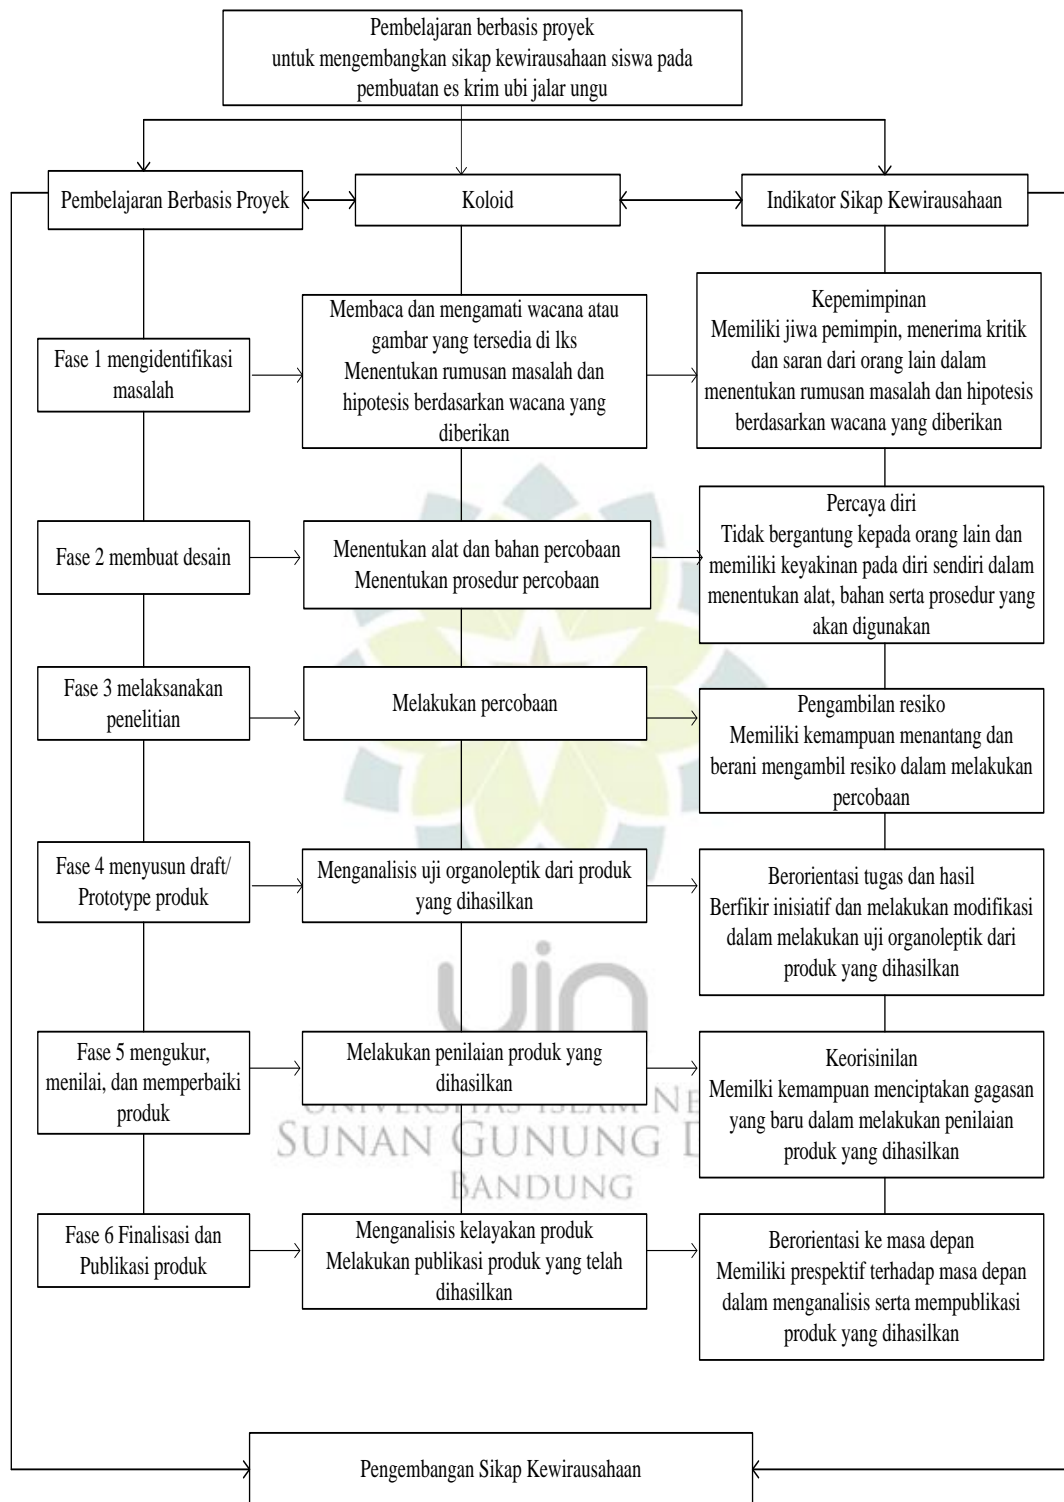 Pembelajaran berbasis proyek
untuk mengembangkan sikap kewirausahaan siswa pada
pembuatan es krim ubi jalar ungu
Pembelajaran Berbasis Proyek
Koloid
Indikator Sikap Kewirausahaan
Fase 1 mengidentifikasi
masalah
Membaca dan mengamati wacana atau
gambar yang tersedia di lks
Menentukan rumusan masalah dan
hipotesis berdasarkan wacana yang
diberikan
Kepemimpinan
Memiliki jiwa pemimpin, menerima kritik
dan saran dari orang lain dalam
menentukan rumusan masalah dan hipotesis
berdasarkan wacana yang diberikan
Fase 2 membuat desain
Menentukan alat dan bahan percobaan
Menentukan prosedur percobaan
Percaya diri
Tidak bergantung kepada orang lain dan
memiliki keyakinan pada diri sendiri dalam
menentukan alat, bahan serta prosedur yang
akan digunakan
Fase 3 melaksanakan
penelitian
Melakukan percobaan
Pengambilan resiko
Memiliki kemampuan menantang dan
berani mengambil resiko dalam melakukan
percobaan
Fase 4 menyusun draft/
Prototype produk
Menganalisis uji organoleptik dari produk
yang dihasilkan
Berorientasi tugas dan hasil
Berfikir inisiatif dan melakukan modifikasi
dalam melakukan uji organoleptik dari
produk yang dihasilkan
uin
Fase 5 mengukur,
menilai, dan memperbaiki
produk
Melakukan penilaian produk yang
dihasilkan
Keorisinilan
Memilki kemampuan menciptakan gagasan
yang baru dalam melakukan penilaian
produk yang dihasilkan
UNIVERSITAS ISLAM NE
SUNAN GUNUNG D
BANDUNG
Fase 6 Finalisasi dan
Publikasi produk
Menganalisis kelayakan produk
Melakukan publikasi produk yang telah
dihasilkan
Berorientasi ke masa depan
Memiliki prespektif terhadap masa depan
dalam menganalisis serta mempublikasi
produk yang dihasilkan
Pengembangan Sikap Kewirausahaan